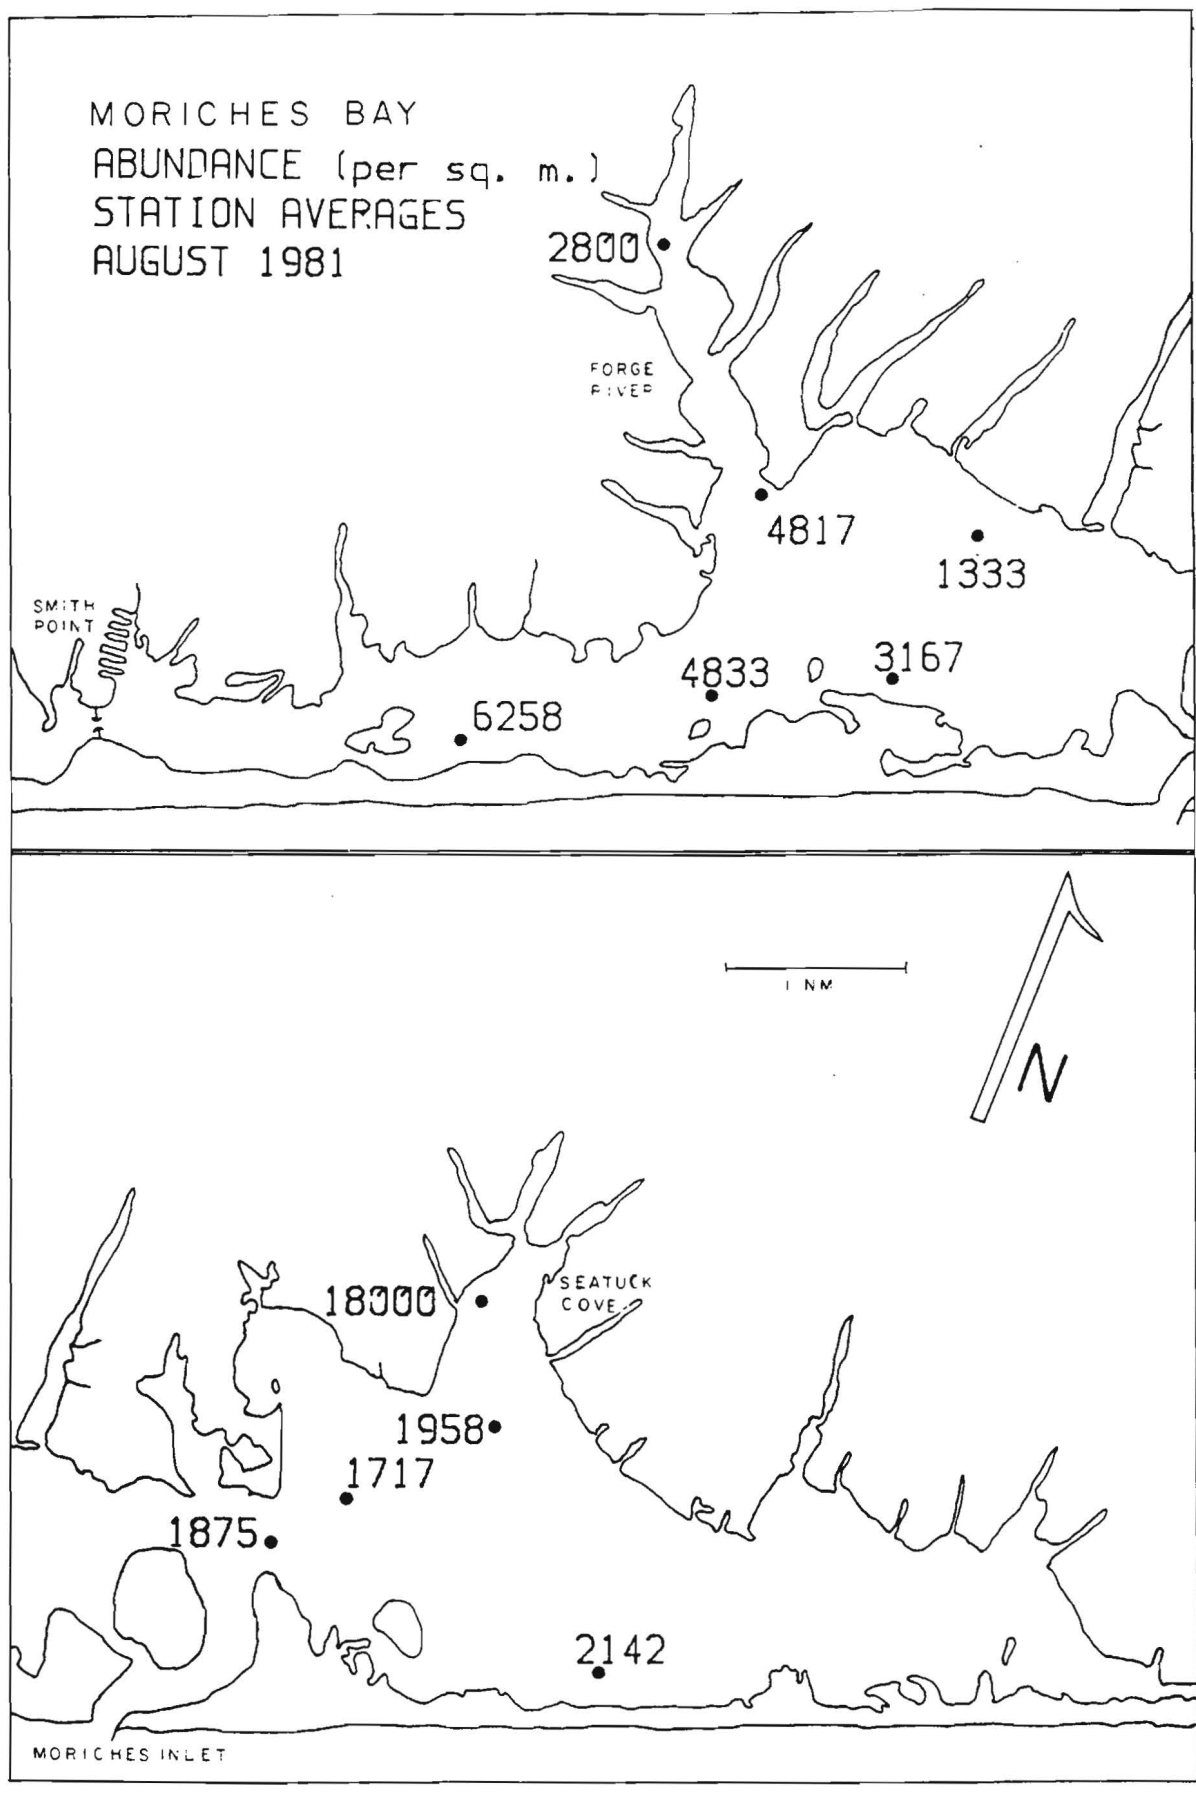 MORICHES BAY
ABUNDANCE (per sq. m.)
STATION AVERAGES
AUGUST 1981
2800
FORGE
RIVER
4817
1333
SMITH
POINT
4833
3167
6258
1 NM
N
SEATUCK
COVE
18000
1958
1717
1875
2142
MORICHES INLET